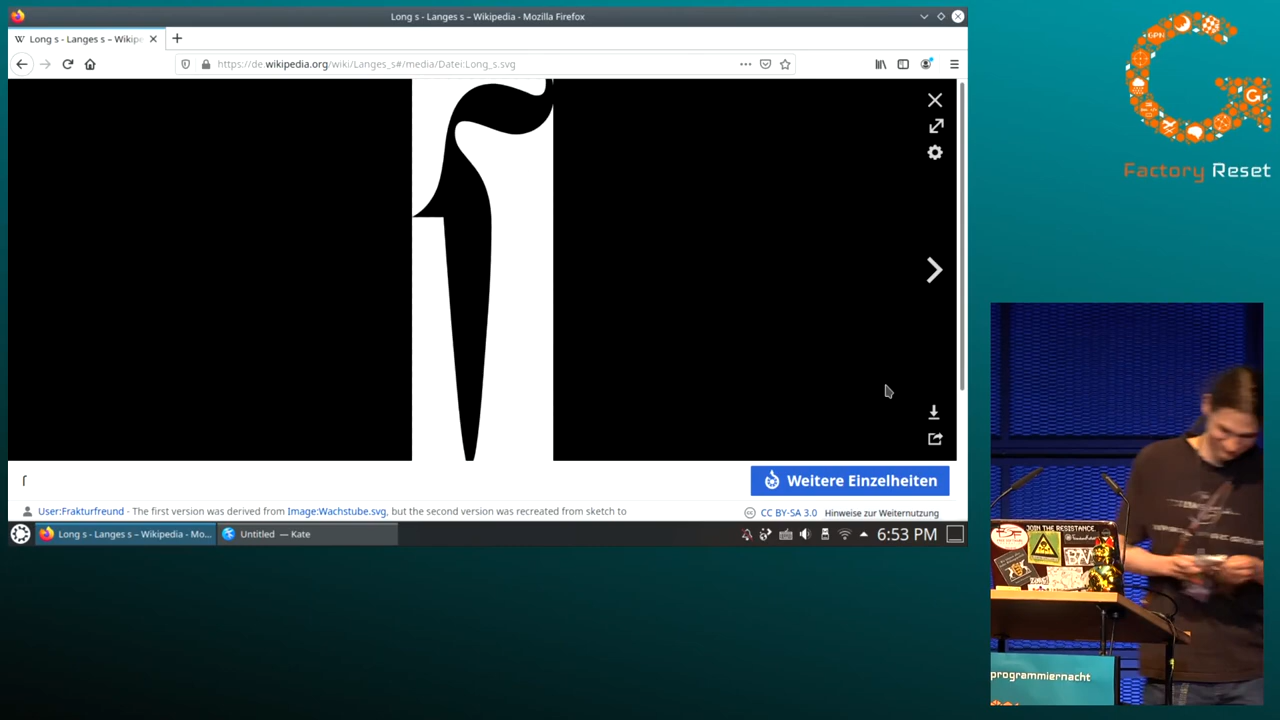 Long s - Langes s – Wikipedia - Mozilla Firefox
W Long s - Langes s – Wikipe
https://de.wikipedia.org/wiki/Langes_s#/media/Datei:Long_s.svg
ſ
Weitere Einzelheiten
User:Frakturfreund - The first version was derived from Image:Wachstube.svg, but the second version was recreated from sketch to
CC BY-SA 3.0 Hinweise zur Weiternutzung
Long s - Langes s – Wikipedia - Mo...
Untitled — Kate
6:53 PM
GPN
G
Factory Reset
JOIN THE RESISTANCE.
programmiernacht